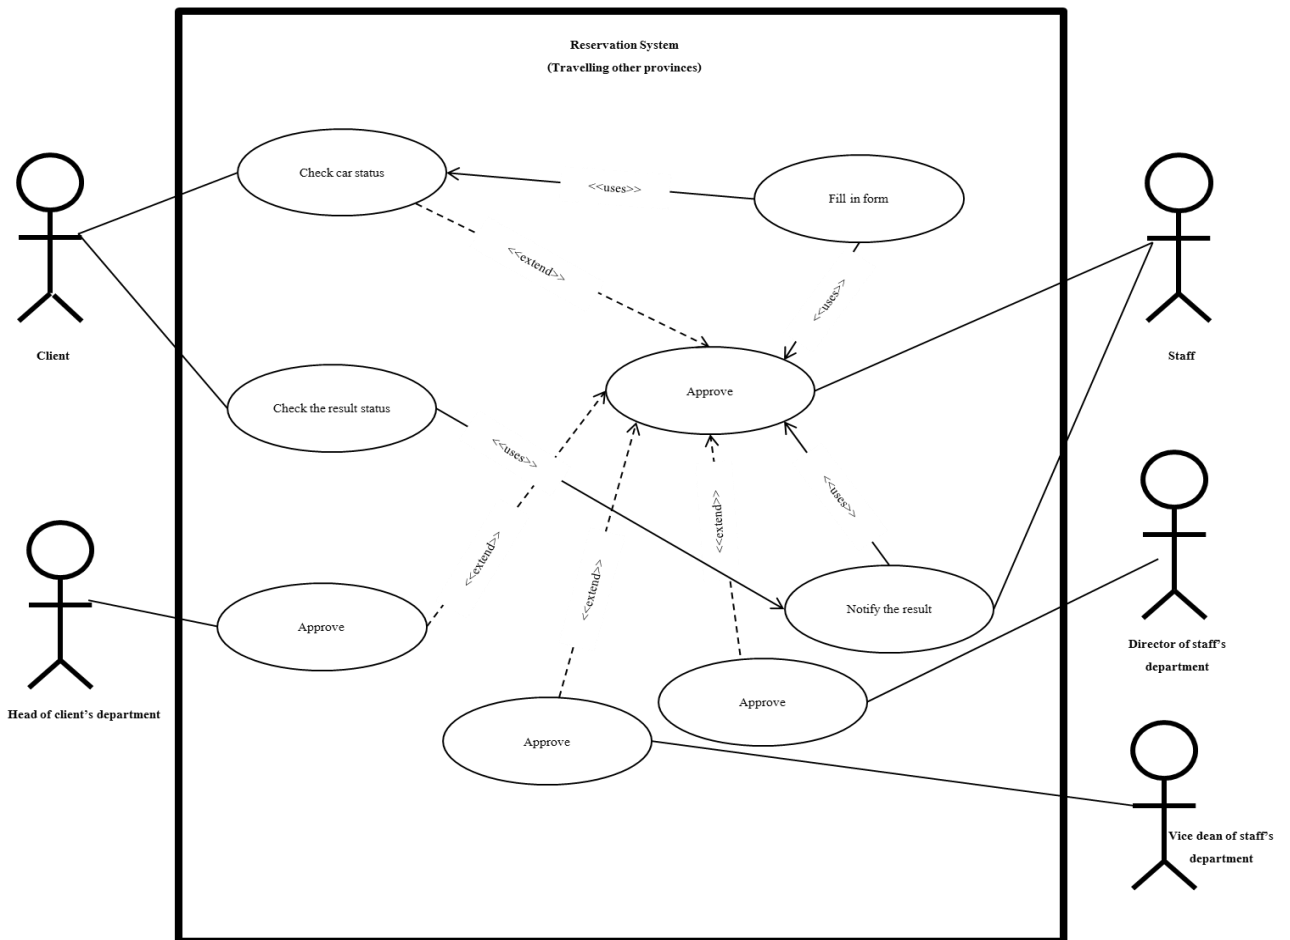 Reservation System
(Travelling other provinces)
Check car status
<<uses>>
Fill in form
<<extend>>
<<uses>>
Client
Staff
Approve
Check the result status
<<uses>>
<<uses>>
<<extend>>
<<extend>>
<<extend>>
Approve
Notify the result
Director of staff's
department
Head of client's department
Approve
Approve
Vice dean of staff's
department